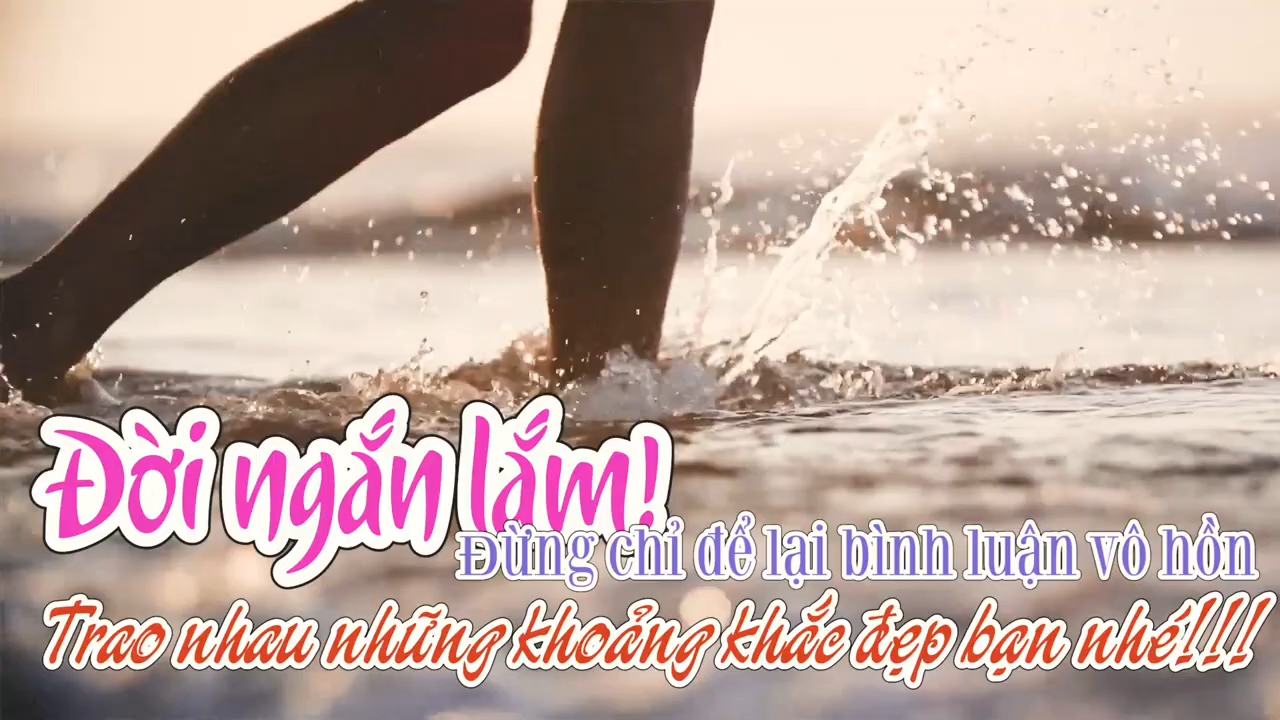 Đời ngắn lắm!
Đừng chỉ để lại bình luận vô hồn
Trao nhau những khoảng khắc đẹp bạn nhé!!!